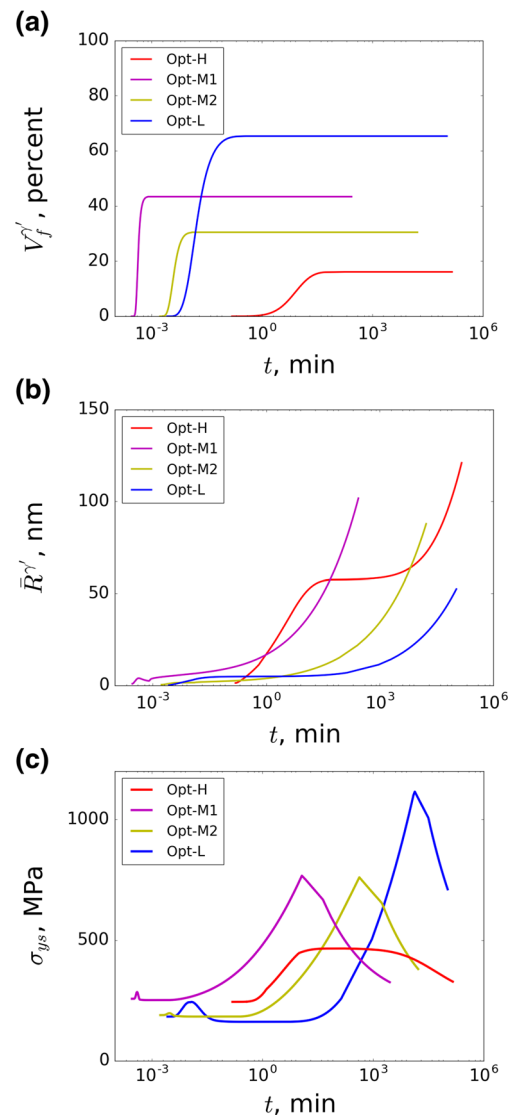 (a)
100
80
60
40
20
0
V_f^γ′, percent
Opt-H
Opt-M1
Opt-M2
Opt-L
10^-3
10^0
10^3
10^6
t, min
(b)
150
100
50
0
R̄^γ′, nm
Opt-H
Opt-M1
Opt-M2
Opt-L
10^-3
10^0
10^3
10^6
t, min
(c)
1000
500
0
σ_ys, MPa
Opt-H
Opt-M1
Opt-M2
Opt-L
10^-3
10^0
10^3
10^6
t, min